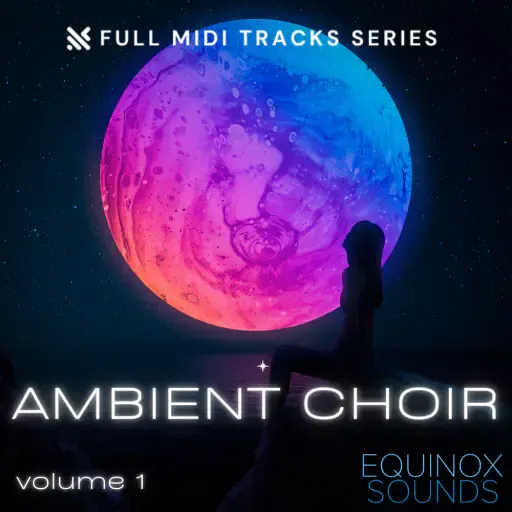 FULL MIDI TRACKS SERIES
AMBIENT CHOIR
volume 1
EQUINOX
SOUNDS